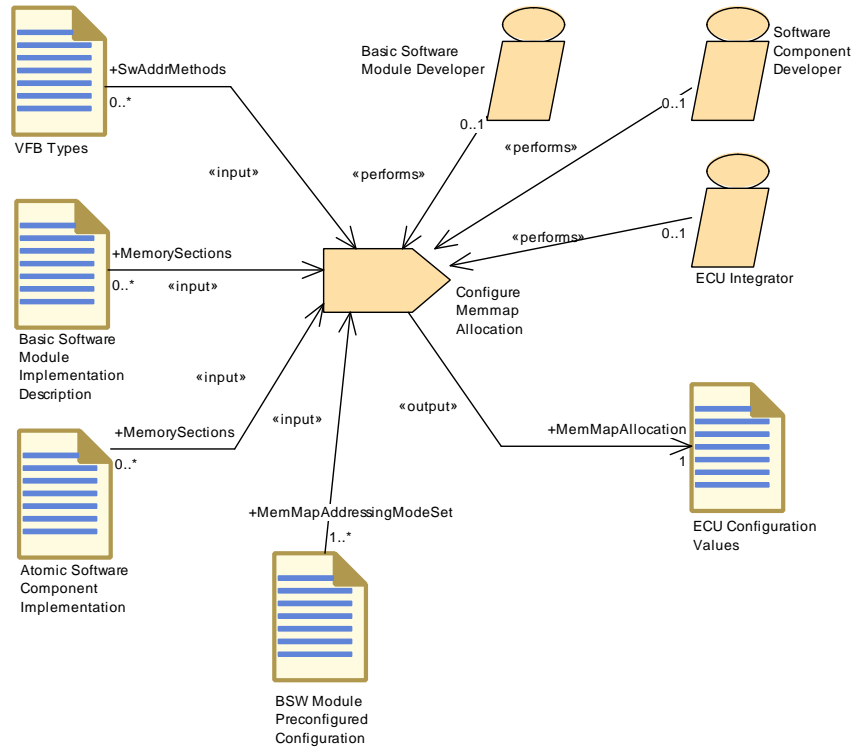 Basic Software
Module Developer
Software
Component
Developer
+SwAddrMethods
0..*
VFB Types
0..1
0..1
«performs»
«input»
«performs»
«performs»
0..1
ECU Integrator
+MemorySections
0..*
«input»
Configure
Memmap
Allocation
Basic Software
Module
Implementation
Description
«input»
«input»
«output»
+MemorySections
0..*
+MemMapAllocation
1
+MemMapAddressingModeSet
1..*
ECU Configuration
Values
Atomic Software
Component
Implementation
BSW Module
Preconfigured
Configuration